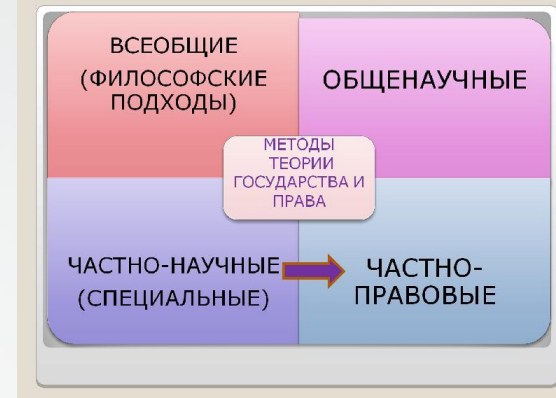 ВСЕОБЩИЕ
(ФИЛОСОФСКИЕ
ПОДХОДЫ)
ОБЩЕНАУЧНЫЕ
МЕТОДЫ
ТЕОРИИ
ГОСУДАРСТВА И
ПРАВА
ЧАСТНО-НАУЧНЫЕ
(СПЕЦИАЛЬНЫЕ)
ЧАСТНО-
ПРАВОВЫЕ